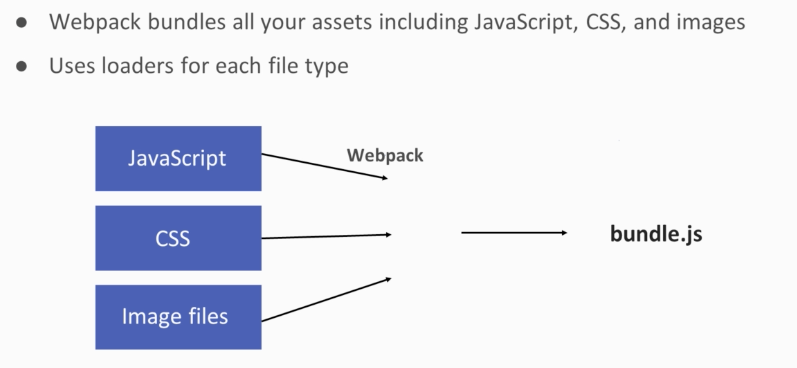 ● Webpack bundles all your assets including JavaScript, CSS, and images
● Uses loaders for each file type
JavaScript
Webpack
CSS
bundle.js
Image files